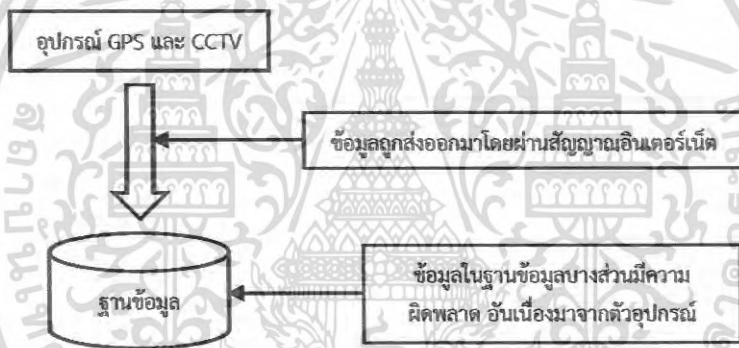 อุปกรณ์ GPS และ CCTV
ข้อมูลถูกส่งออกมาโดยผ่านสัญญาณอินเตอร์เน็ต
ฐานข้อมูล
ข้อมูลในฐานข้อมูลบางส่วนมีความ
ผิดพลาด อันเนื่องมาจากตัวอุปกรณ์